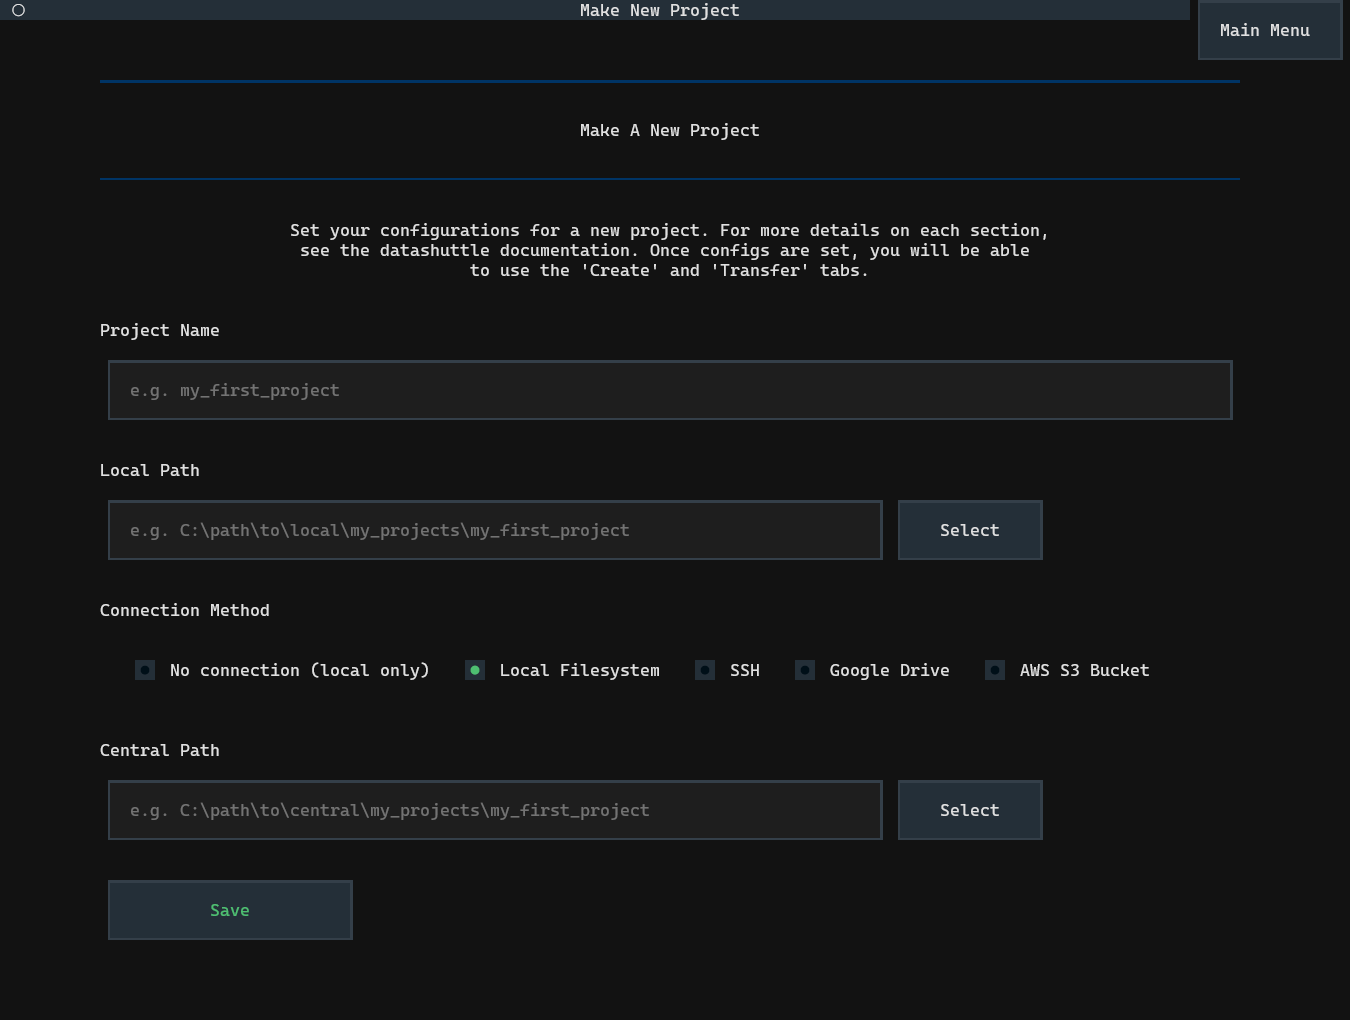 Make New Project
Main Menu
Make A New Project
Set your configurations for a new project. For more details on each section,
see the datashuttle documentation. Once configs are set, you will be able
to use the 'Create' and 'Transfer' tabs.
Project Name
e.g. my_first_project
Local Path
e.g. C:\path\to\local\my_projects\my_first_project
Select
Connection Method
No connection (local only) Local Filesystem SSH Google Drive AWS S3 Bucket
Central Path
e.g. C:\path\to\central\my_projects\my_first_project
Select
Save